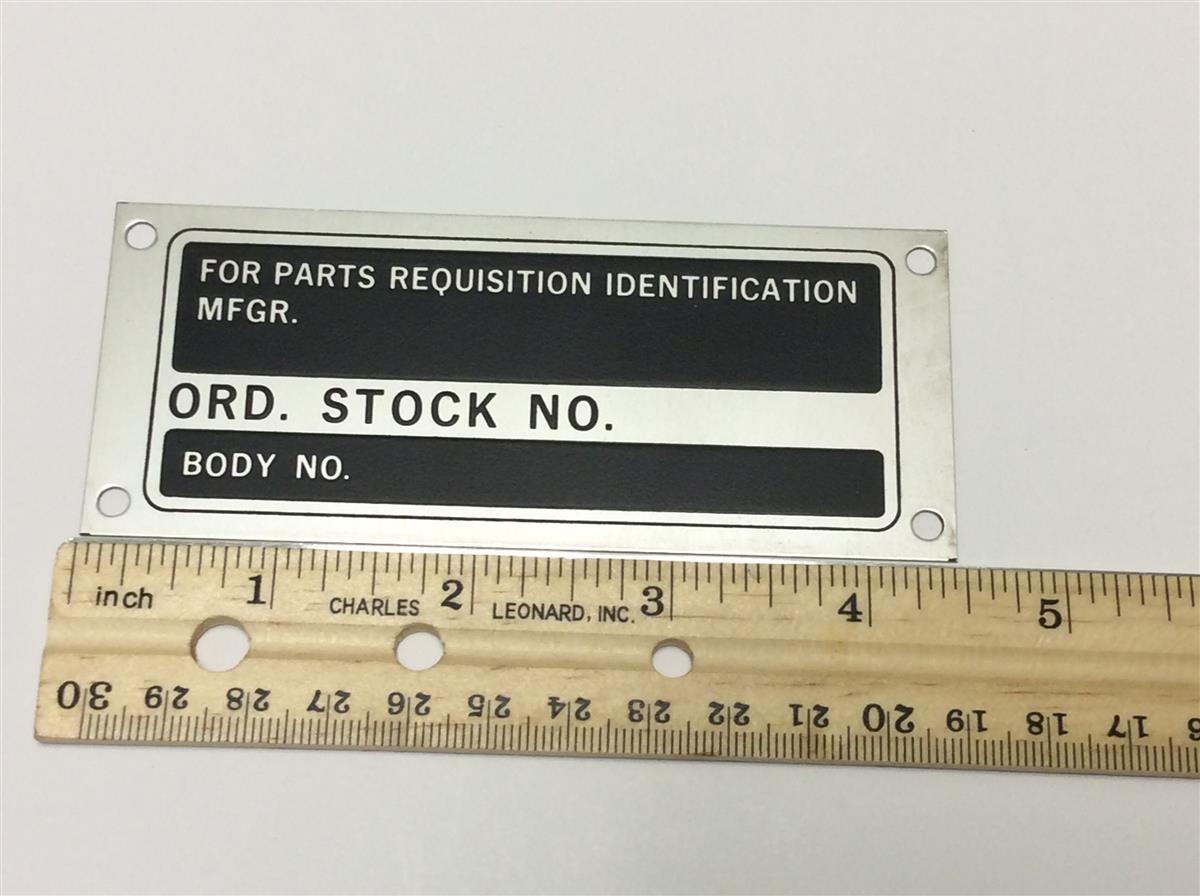 FOR PARTS REQUISITION IDENTIFICATION
MFGR.
ORD. STOCK NO.
BODY NO.
inch 1 CHARLES 2 LEONARD, INC. 3 4 5
30 29 28 27 26 25 24 23 22 21 20 19 18 17